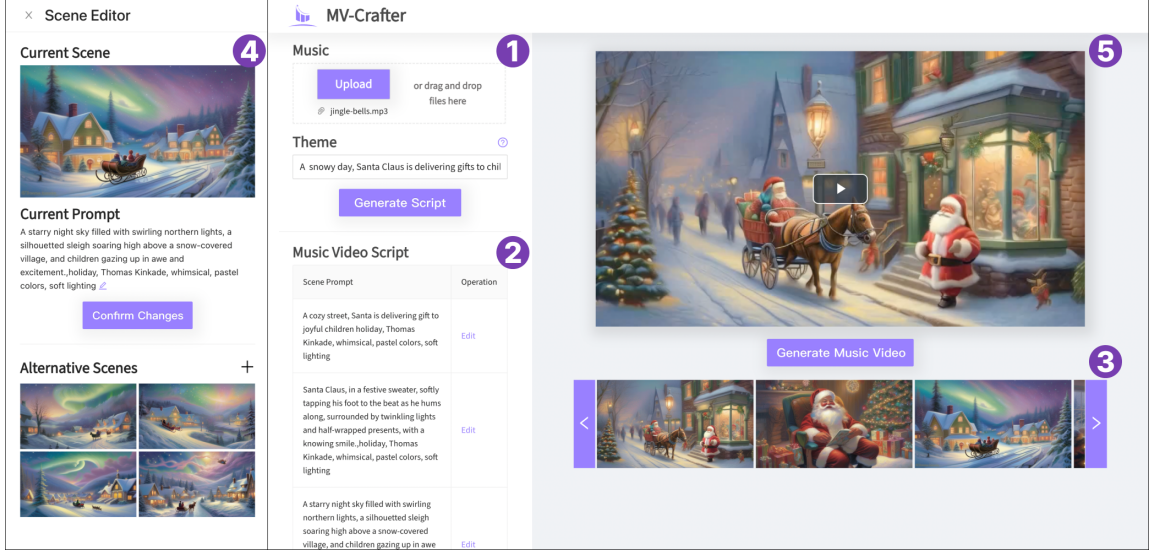 × Scene Editor
Current Scene
4
Current Prompt
A starry night sky filled with swirling northern lights, a
silhouetted sleigh soaring high above a snow-covered
village, and children gazing up in awe and
excitement.,holiday, Thomas Kinkade, whimsical, pastel
colors, soft lighting
Confirm Changes
Alternative Scenes
MV-Crafter
Music
1
Upload
or drag and drop
files here
jingle-bells.mp3
Theme
A snowy day, Santa Claus is delivering gifts to chil
Generate Script
Music Video Script
2
Scene Prompt
Operation
A cozy street, Santa is delivering gift to
joyful children holiday, Thomas
Kinkade, whimsical, pastel colors, soft
lighting
Edit
Santa Claus, in a festive sweater, softly
tapping his foot to the beat as he hums
along, surrounded by twinkling lights
and half-wrapped presents, with a
knowing smile.,holiday, Thomas
Kinkade, whimsical, pastel colors, soft
lighting
Edit
A starry night sky filled with swirling
northern lights, a silhouetted sleigh
soaring high above a snow-covered
village, and children gazing up in awe
Edit
5
Generate Music Video
3